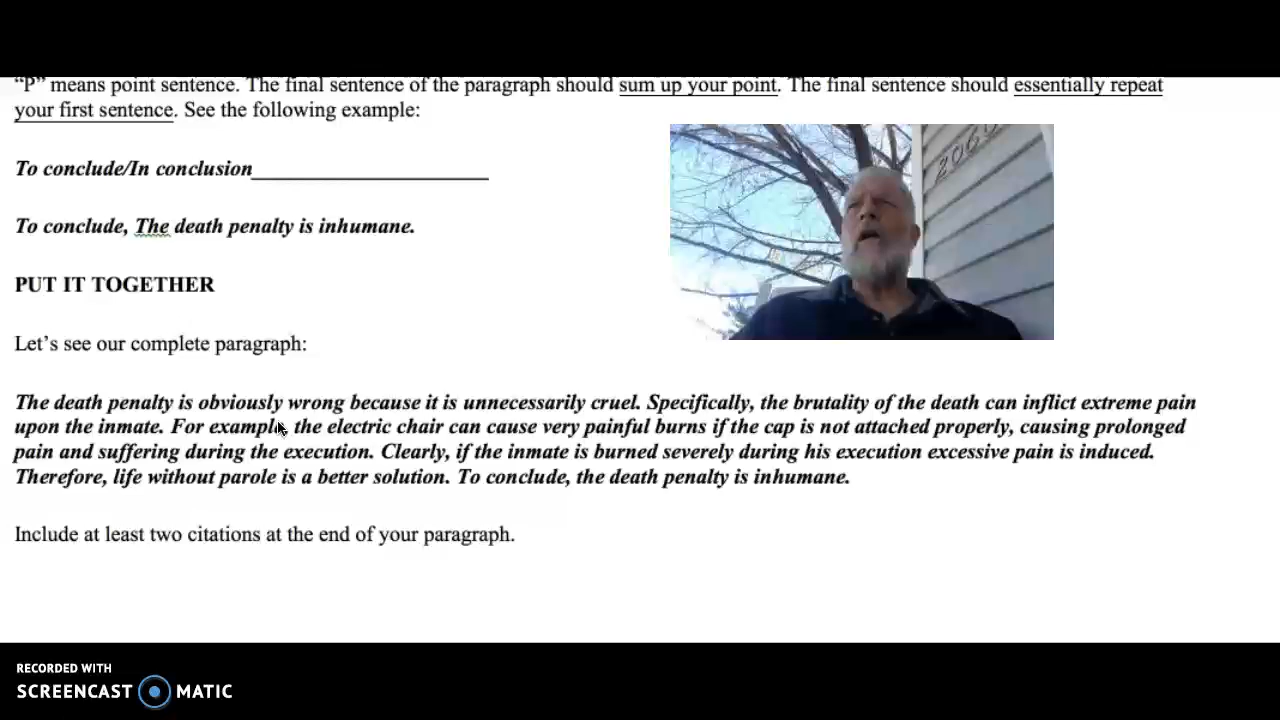 “P” means point sentence. The final sentence of the paragraph should sum up your point. The final sentence should essentially repeat
your first sentence. See the following example:
To conclude/In conclusion______________________
To conclude, The death penalty is inhumane.
PUT IT TOGETHER
Let’s see our complete paragraph:
The death penalty is obviously wrong because it is unnecessarily cruel. Specifically, the brutality of the death can inflict extreme pain
upon the inmate. For example, the electric chair can cause very painful burns if the cap is not attached properly, causing prolonged
pain and suffering during the execution. Clearly, if the inmate is burned severely during his execution excessive pain is induced.
Therefore, life without parole is a better solution. To conclude, the death penalty is inhumane.
Include at least two citations at the end of your paragraph.
RECORDED WITH
SCREENCAST MATIC